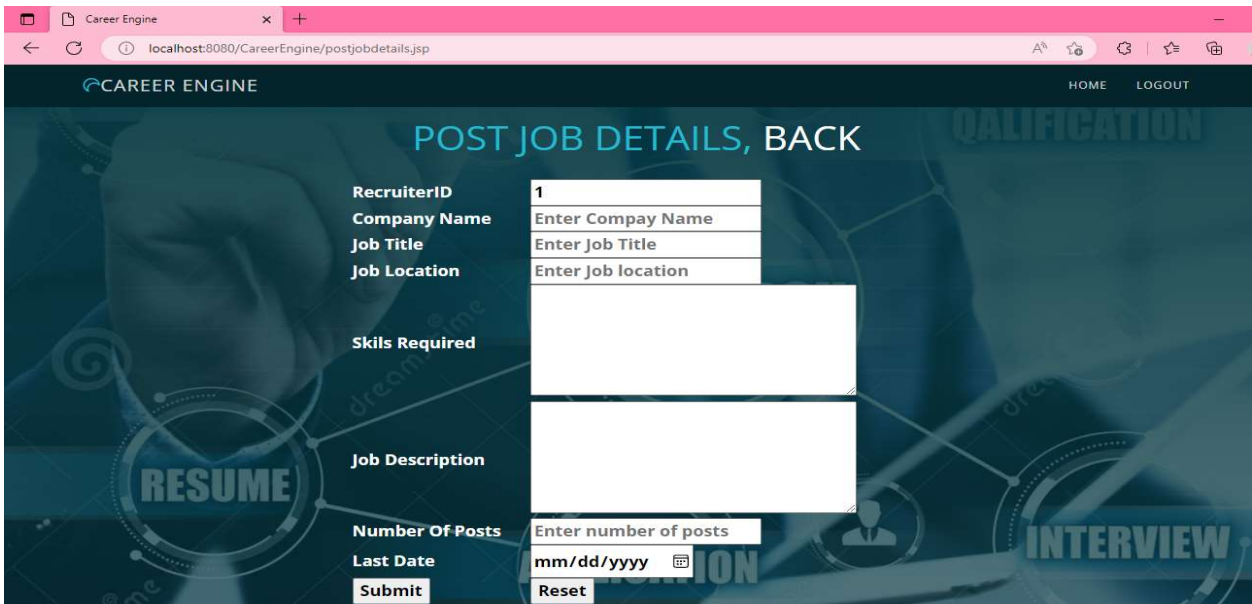 Career Engine
localhost:8080/CareerEngine/postjobdetails.jsp
CAREER ENGINE
HOME LOGOUT
QALIFICATION
POST JOB DETAILS, BACK
RecruiterID 1
Company Name Enter Compay Name
Job Title Enter Job Title
Job Location Enter Job location
Skils Required
dreamstime
Job Description
RESUME
Number Of Posts Enter number of posts
INTERVIEW
Last Date mm/dd/yyyy
Submit Reset